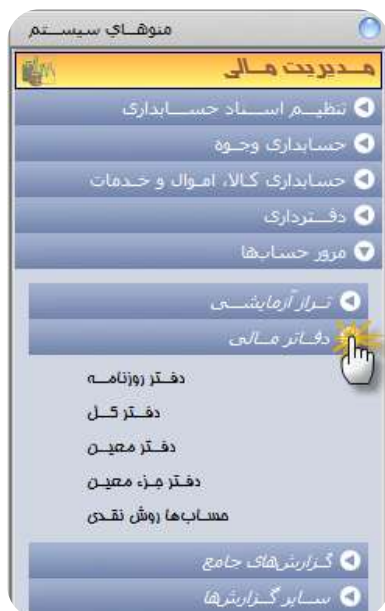 منوهاي سیستم
مدیریت مالی
تنظیم اسناد حسابداری
حسابداری وجوه
حسابداری کالا، اموال و خدمات
دفترداری
مرور حسابها
تراز آزمایشی
دفاتر مالی
دفتر روزنامه
دفتر کل
دفتر معین
دفتر جزء معین
حسابها روش نقدی
گزارشهای جامع
سایر گزارشها